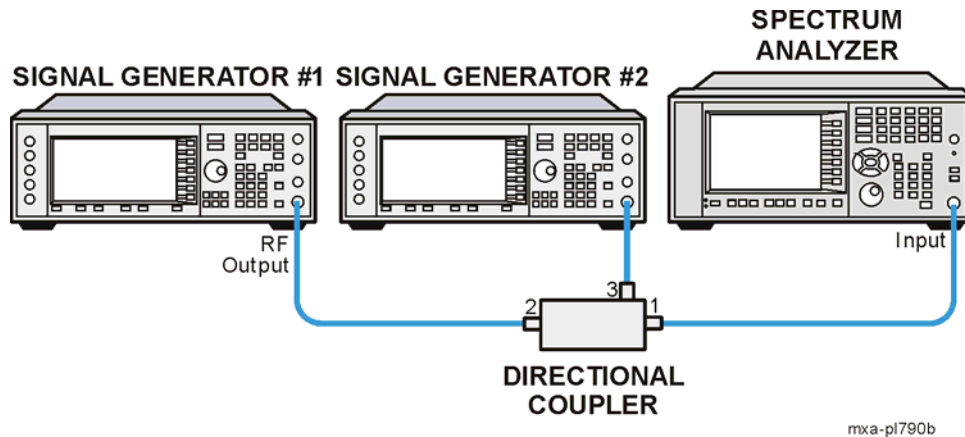 SPECTRUM
ANALYZER
SIGNAL GENERATOR #1
SIGNAL GENERATOR #2
RF
Output
Input
2
3
1
DIRECTIONAL
COUPLER
mxa-pl790b